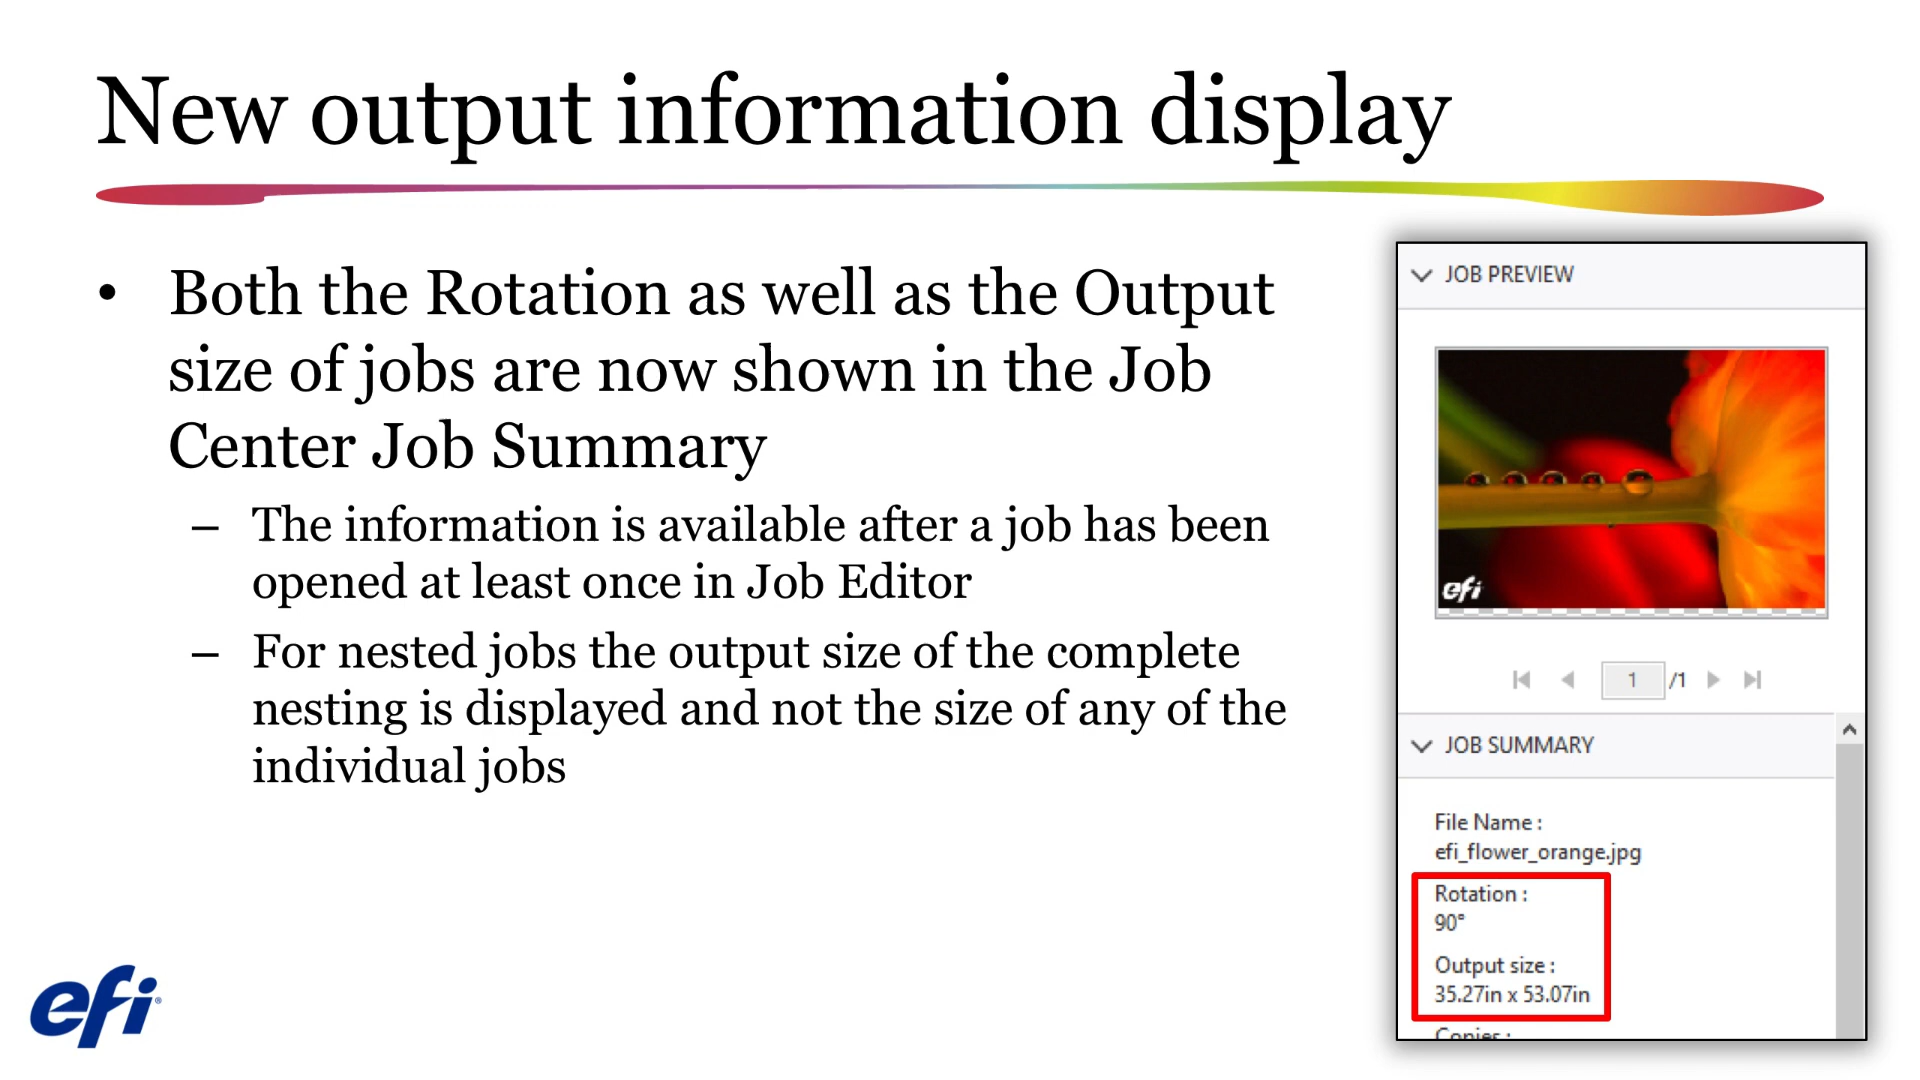 New output information display
• Both the Rotation as well as the Output
size of jobs are now shown in the Job
Center Job Summary
– The information is available after a job has been
opened at least once in Job Editor
– For nested jobs the output size of the complete
nesting is displayed and not the size of any of the
individual jobs
JOB PREVIEW
efi
1 /1
JOB SUMMARY
File Name :
efi_flower_orange.jpg
Rotation :
90°
Output size :
35.27in x 53.07in
Copies :
efi®